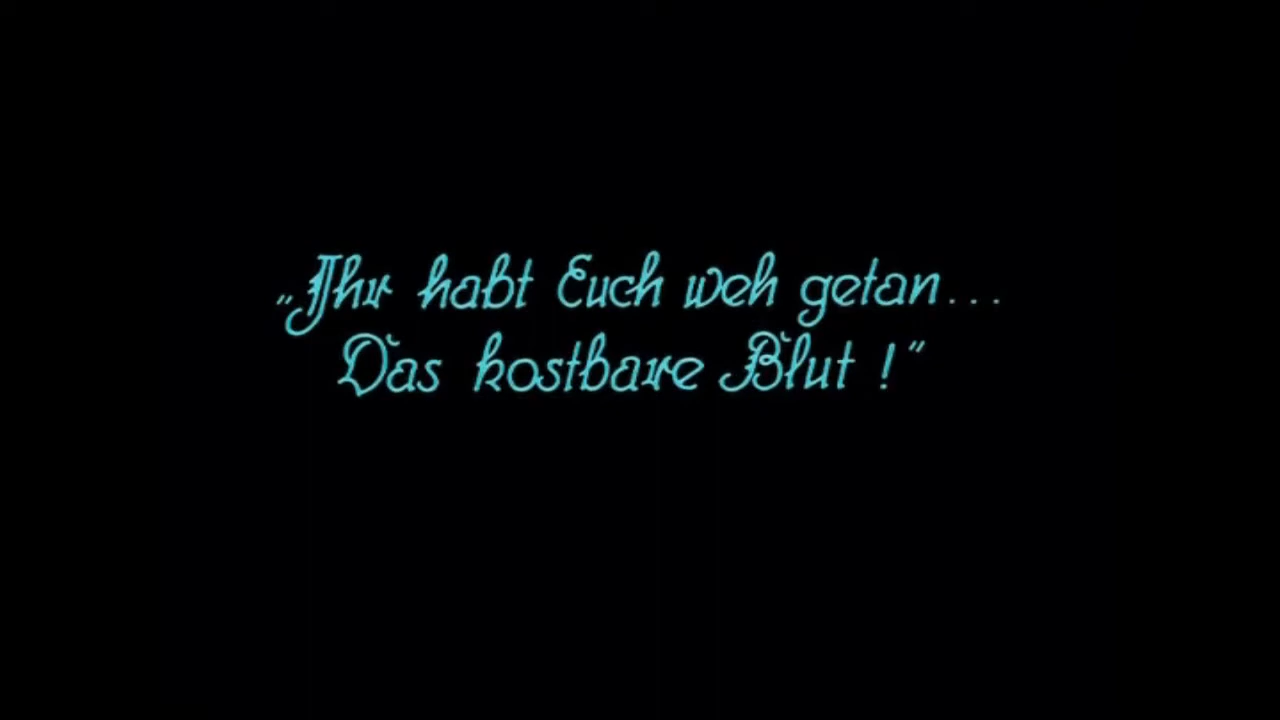 „Ihr habt Euch weh getan...
Das kostbare Blut !“